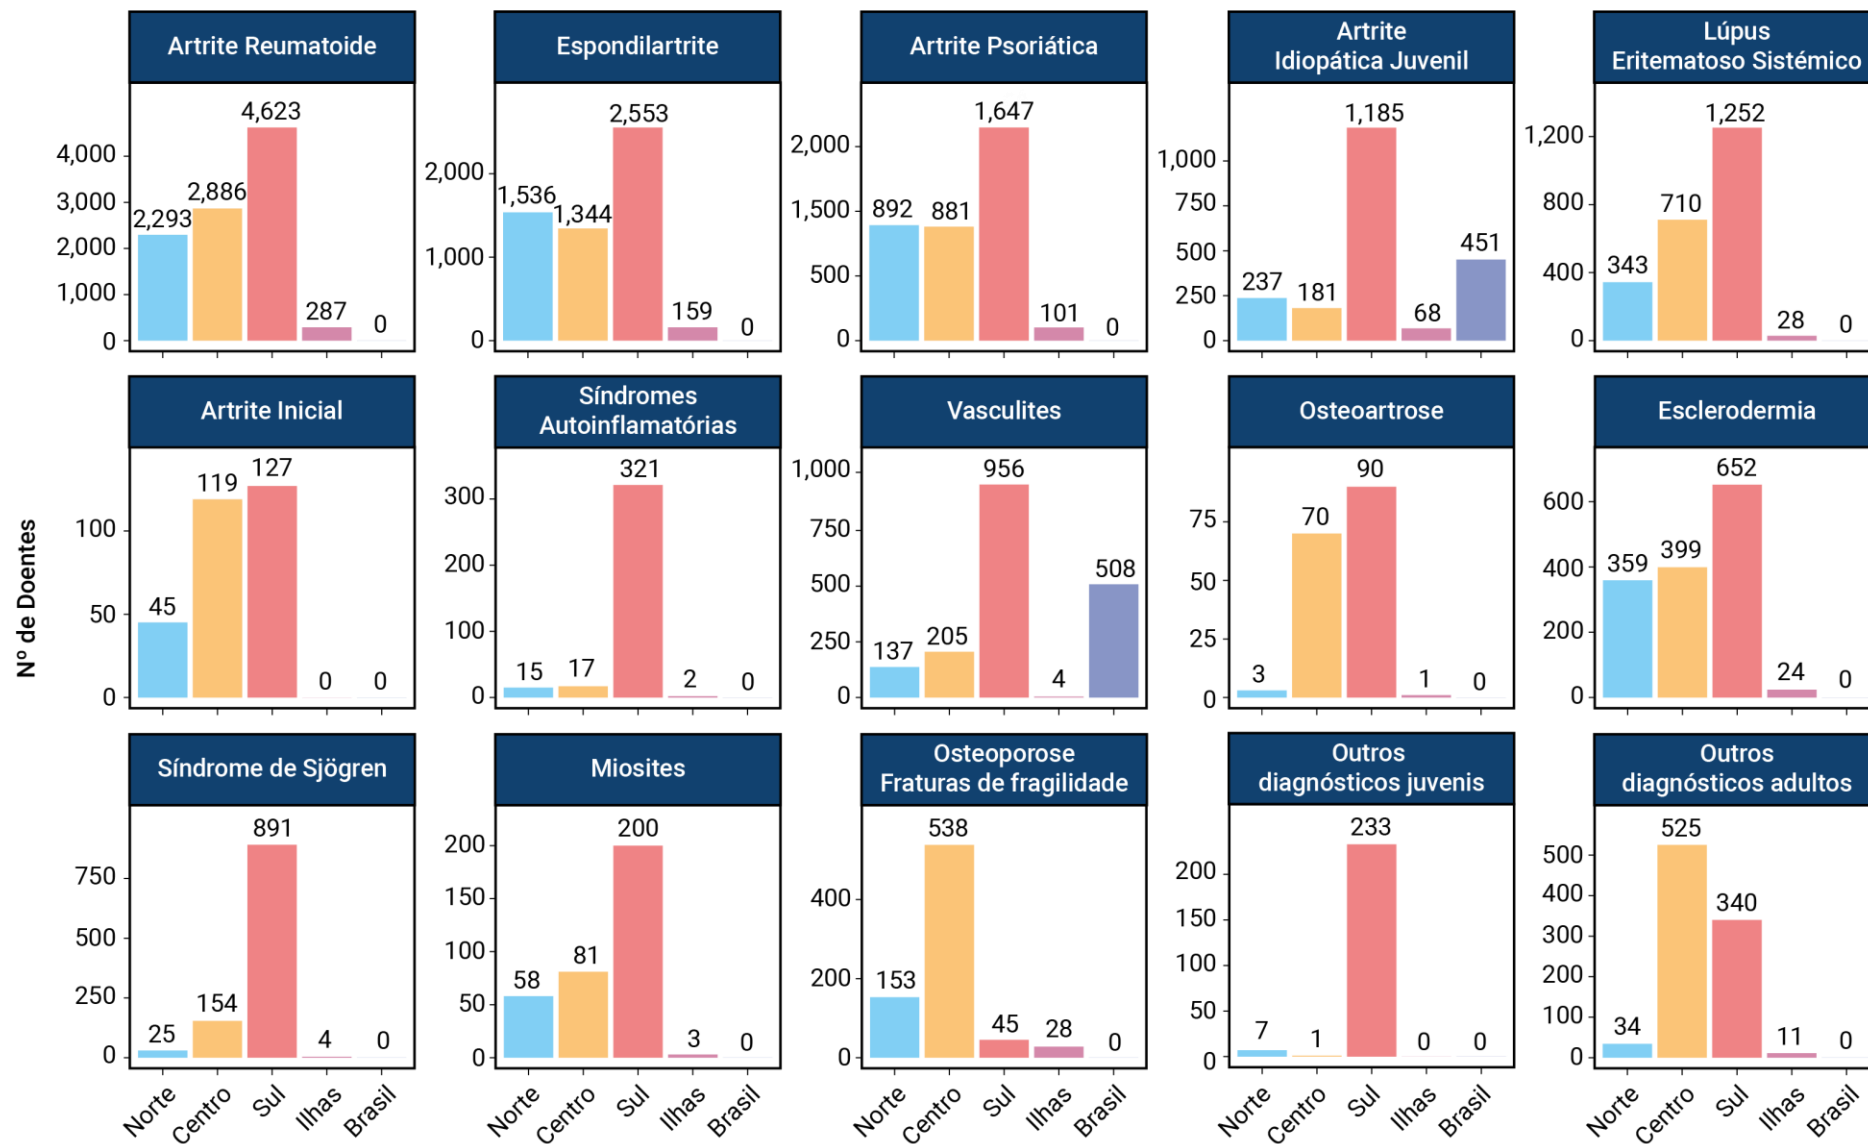 Artrite Reumatoide
4,623
2,886
2,293
287
0
4,000
3,000
2,000
1,000
0
Espondilartrite
2,553
1,536
1,344
159
0
2,000
1,000
0
Artrite Psoriática
1,647
892
881
101
0
2,000
1,500
500
0
Artrite
Idiopática Juvenil
1,185
237
181
68
451
1,000
750
500
250
0
Lúpus
Eritematoso Sistémico
1,252
343
710
28
0
1,200
800
400
0
Nº de Doentes
Artrite Inicial
45
119
127
0
0
100
50
0
Síndromes
Autoinflamatórias
15
17
321
2
0
300
200
100
0
Vasculites
137
205
956
4
508
1,000
750
500
250
0
Osteoartrose
3
70
90
1
0
75
50
25
0
Esclerodermia
359
399
652
24
0
600
400
200
0
Síndrome de Sjögren
25
154
891
4
0
750
500
250
0
Norte
Centro
Sul
Ilhas
Brasil
Miosites
58
81
200
3
0
200
150
100
50
0
Norte
Centro
Sul
Ilhas
Brasil
Osteoporose
Fraturas de fragilidade
153
538
45
28
0
400
200
0
Norte
Centro
Sul
Ilhas
Brasil
Outros
diagnósticos juvenis
7
1
233
0
0
200
150
100
50
0
Norte
Centro
Sul
Ilhas
Brasil
Outros
diagnósticos adultos
34
525
340
11
0
500
400
300
200
100
0
Norte
Centro
Sul
Ilhas
Brasil